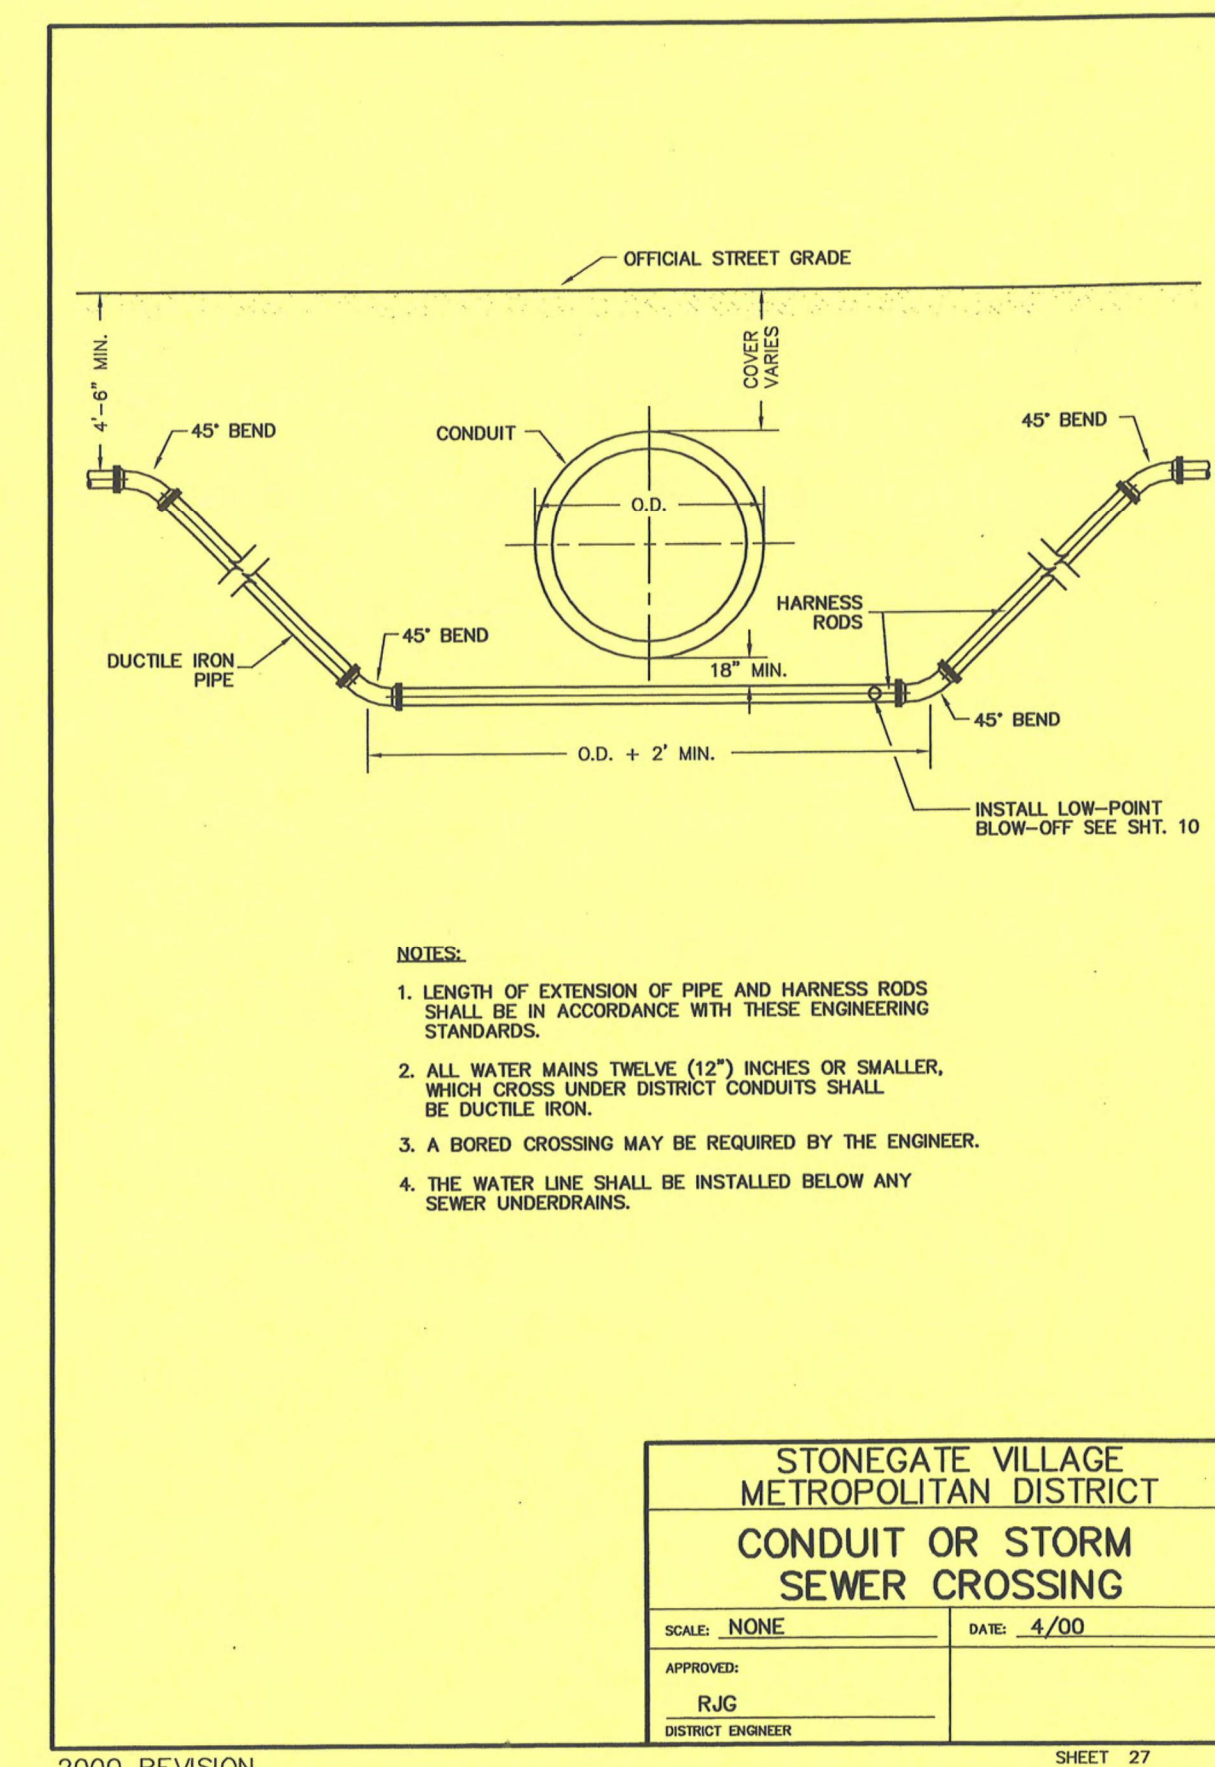 OFFICIAL STREET GRADE
4'-6" MIN.
COVER
VARIES
45° BEND
CONDUIT
45° BEND
O.D.
HARNESS
RODS
45° BEND
DUCTILE IRON
PIPE
18" MIN.
45° BEND
O.D. + 2' MIN.
INSTALL LOW-POINT
BLOW-OFF SEE SHT. 10
NOTES:
1. LENGTH OF EXTENSION OF PIPE AND HARNESS RODS
SHALL BE IN ACCORDANCE WITH THESE ENGINEERING
STANDARDS.
2. ALL WATER MAINS TWELVE (12") INCHES OR SMALLER,
WHICH CROSS UNDER DISTRICT CONDUITS SHALL
BE DUCTILE IRON.
3. A BORED CROSSING MAY BE REQUIRED BY THE ENGINEER.
4. THE WATER LINE SHALL BE INSTALLED BELOW ANY
SEWER UNDERDRAINS.
STONEGATE VILLAGE
METROPOLITAN DISTRICT
CONDUIT OR STORM
SEWER CROSSING
SCALE: NONE
DATE: 4/00
APPROVED:
RJG
DISTRICT ENGINEER
2000 REVISION
SHEET 27